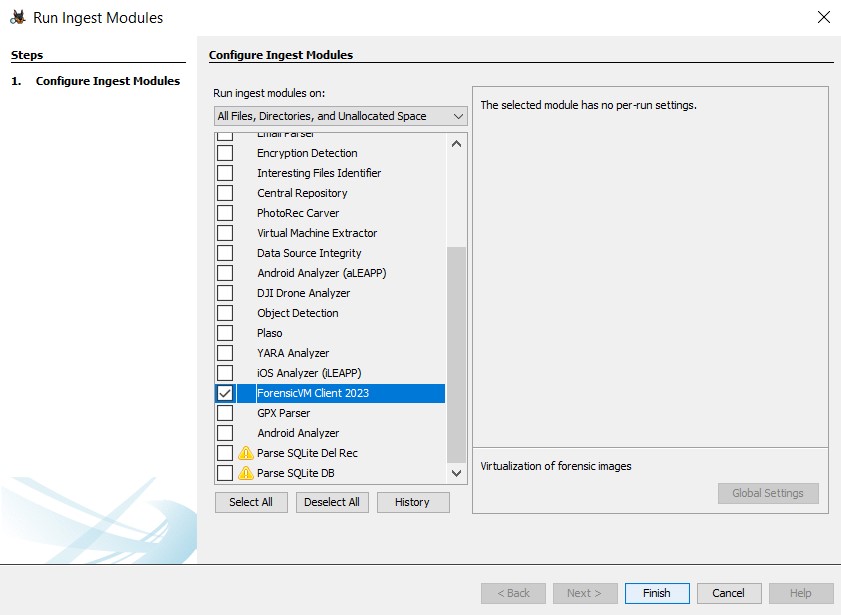 Run Ingest Modules
Steps
1. Configure Ingest Modules
Configure Ingest Modules
Run ingest modules on:
All Files, Directories, and Unallocated Space
Email Parser
Encryption Detection
Interesting Files Identifier
Central Repository
PhotoRec Carver
Virtual Machine Extractor
Data Source Integrity
Android Analyzer (aLEAPP)
DJI Drone Analyzer
Object Detection
Plaso
YARA Analyzer
iOS Analyzer (iLEAPP)
ForensicVM Client 2023
GPX Parser
Android Analyzer
Parse SQLite Del Rec
Parse SQLite DB
Select All
Deselect All
History
The selected module has no per-run settings.
Virtualization of forensic images
Global Settings
< Back
Next >
Finish
Cancel
Help